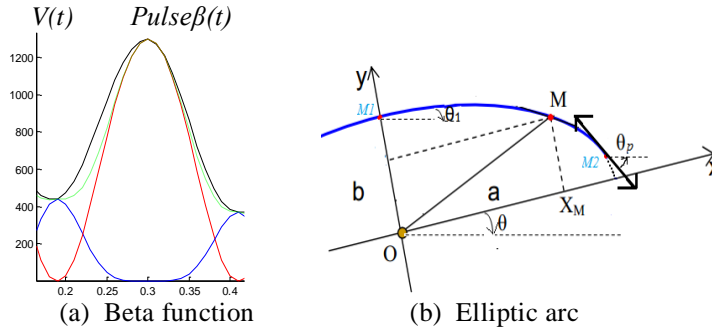 V(t) Pulseβ(t)
1200
1000
800
600
400
200
0.2 0.25 0.3 0.35 0.4
(a) Beta function
y
M1
θ1
M
M2
θp
b
a
XM
θ
O
(b) Elliptic arc